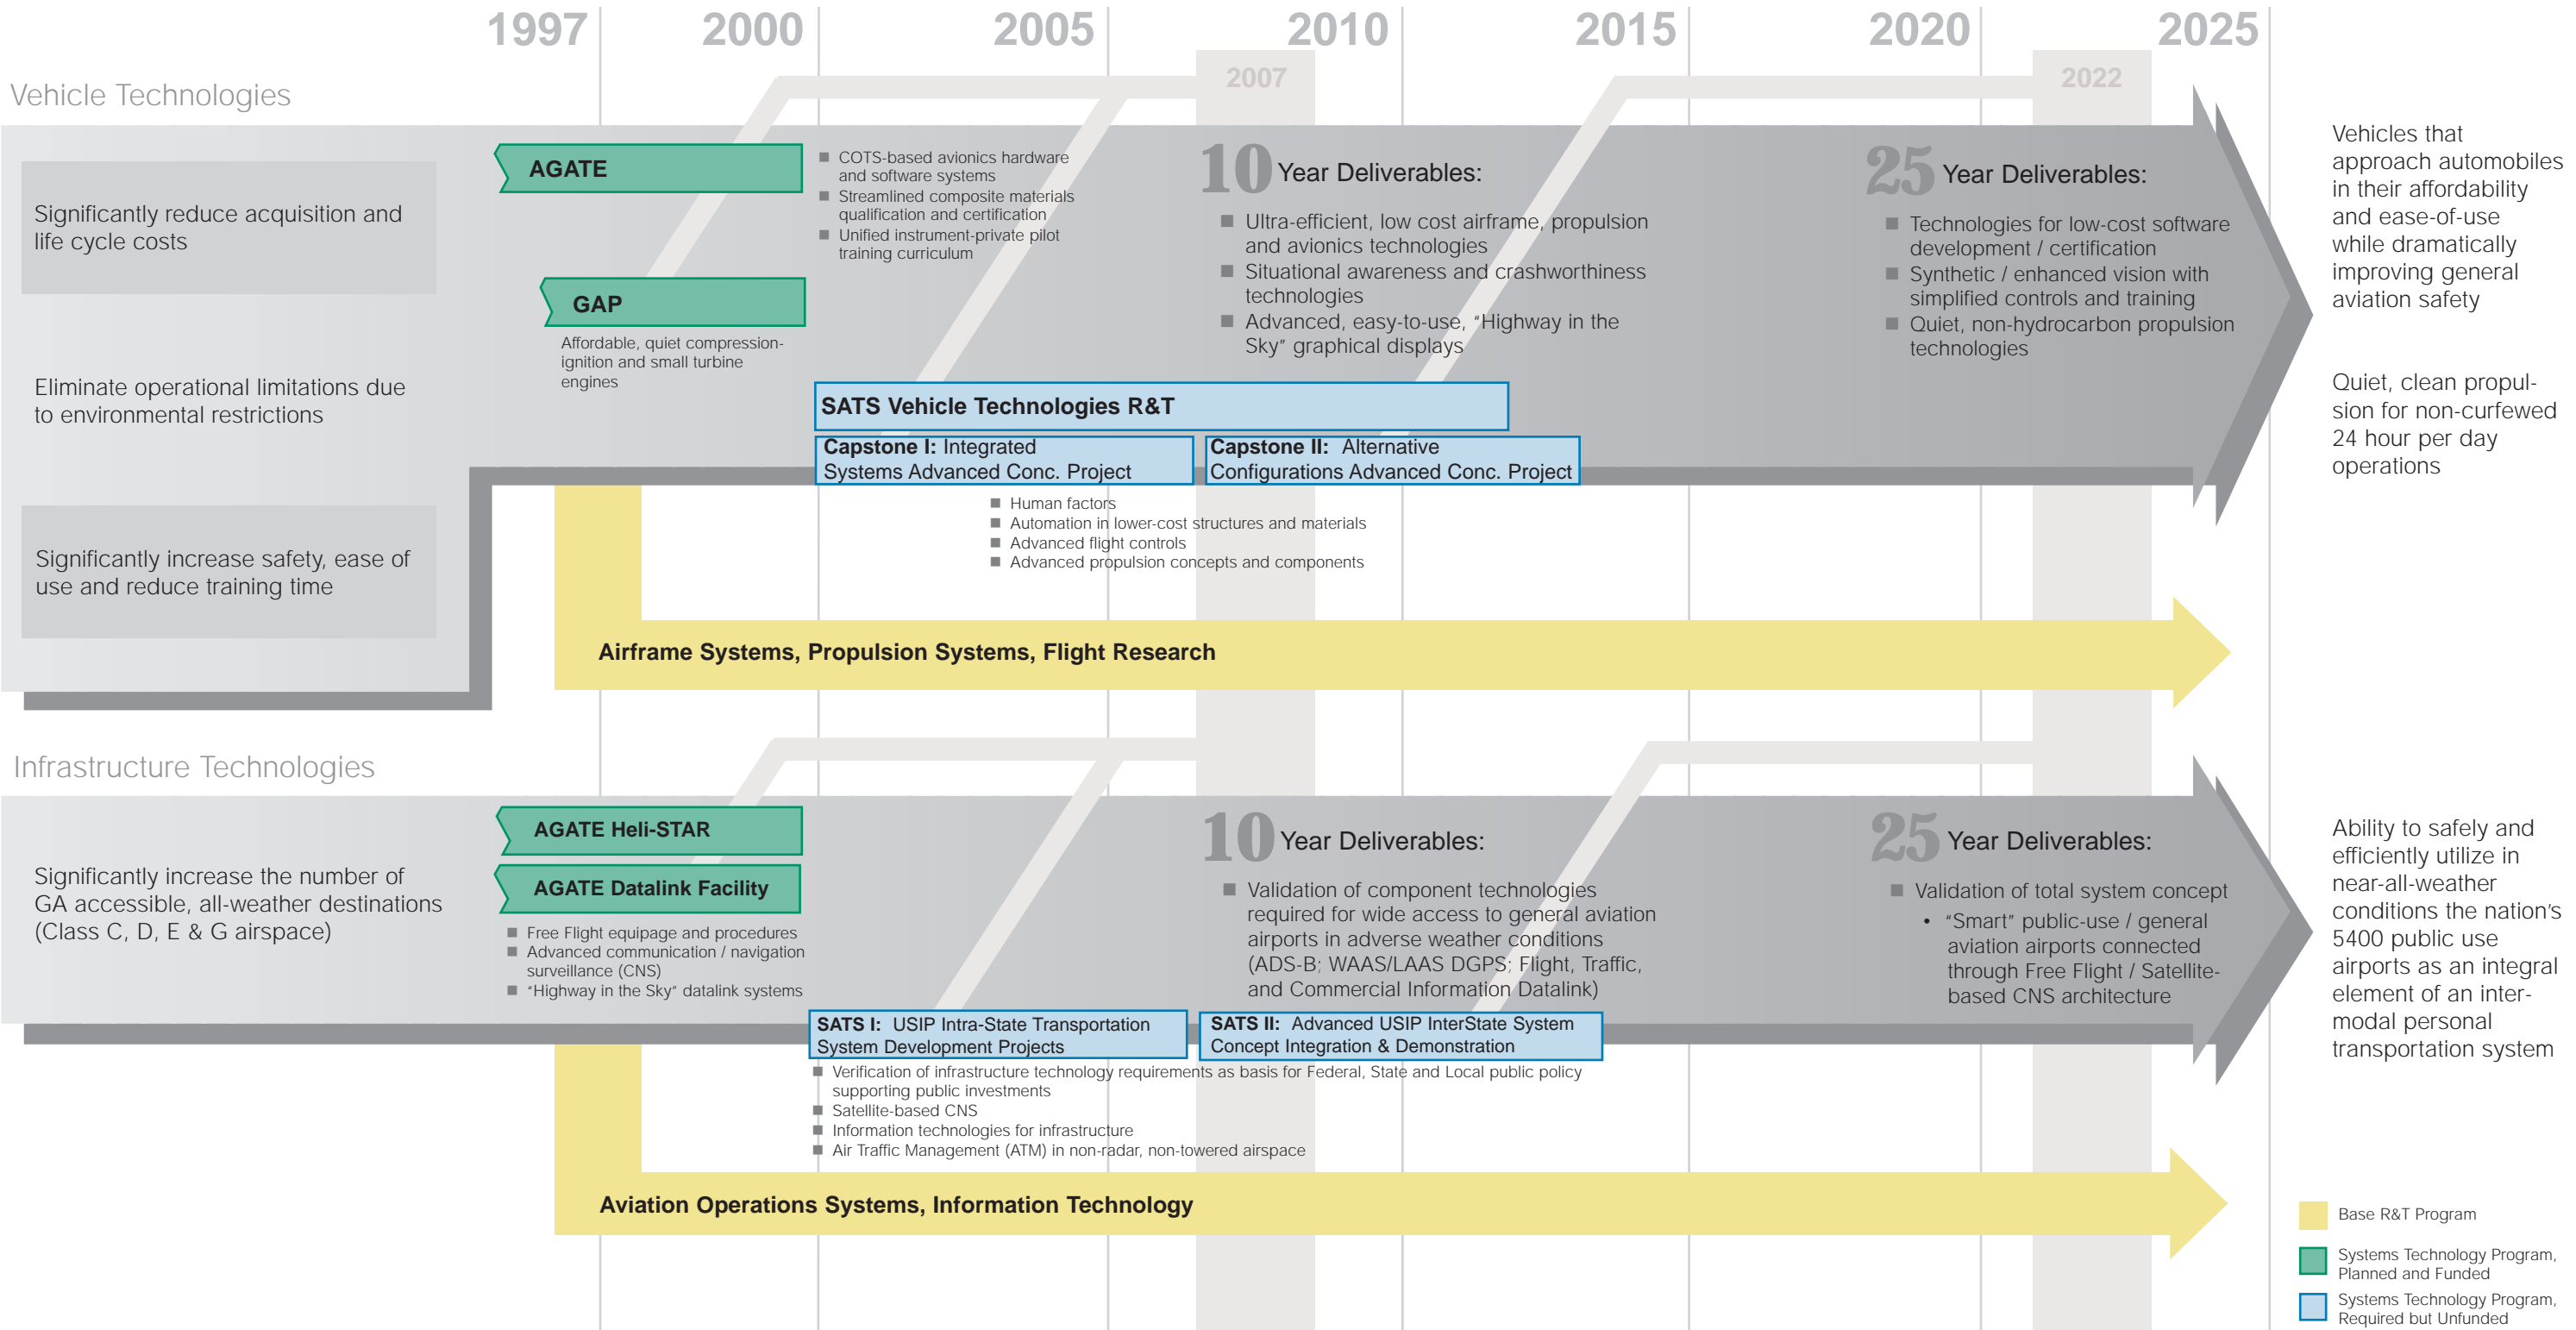 1997 2000 2005 2010 2015 2020 2025
2007 2022
Vehicle Technologies
Significantly reduce acquisition and
life cycle costs
Eliminate operational limitations due
to environmental restrictions
Significantly increase safety, ease of
use and reduce training time
AGATE
■ COTS-based avionics hardware
and software systems
■ Streamlined composite materials
qualification and certification
■ Unified instrument-private pilot
training curriculum
GAP
Affordable, quiet compression-
ignition and small turbine
engines
10 Year Deliverables:
■ Ultra-efficient, low cost airframe, propulsion
and avionics technologies
■ Situational awareness and crashworthiness
technologies
■ Advanced, easy-to-use, "Highway in the
Sky" graphical displays
25 Year Deliverables:
■ Technologies for low-cost software
development / certification
■ Synthetic / enhanced vision with
simplified controls and training
■ Quiet, non-hydrocarbon propulsion
technologies
Vehicles that
approach automobiles
in their affordability
and ease-of-use
while dramatically
improving general
aviation safety
Quiet, clean propul-
sion for non-curfewed
24 hour per day
operations
SATS Vehicle Technologies R&T
Capstone I: Integrated
Systems Advanced Conc. Project
Capstone II: Alternative
Configurations Advanced Conc. Project
■ Human factors
■ Automation in lower-cost structures and materials
■ Advanced flight controls
■ Advanced propulsion concepts and components
Airframe Systems, Propulsion Systems, Flight Research
Infrastructure Technologies
Significantly increase the number of
GA accessible, all-weather destinations
(Class C, D, E & G airspace)
AGATE Heli-STAR
AGATE Datalink Facility
■ Free Flight equipage and procedures
■ Advanced communication / navigation
surveillance (CNS)
■ "Highway in the Sky" datalink systems
10 Year Deliverables:
■ Validation of component technologies
required for wide access to general aviation
airports in adverse weather conditions
(ADS-B; WAAS/LAAS DGPS; Flight, Traffic,
and Commercial Information Datalink)
25 Year Deliverables:
■ Validation of total system concept
• "Smart" public-use / general
aviation airports connected
through Free Flight / Satellite-
based CNS architecture
Ability to safely and
efficiently utilize in
near-all-weather
conditions the nation's
5400 public use
airports as an integral
element of an inter-
modal personal
transportation system
SATS I: USIP Intra-State Transportation
System Development Projects
SATS II: Advanced USIP InterState System
Concept Integration & Demonstration
■ Verification of infrastructure technology requirements as basis for Federal, State and Local public policy
supporting public investments
■ Satellite-based CNS
■ Information technologies for infrastructure
■ Air Traffic Management (ATM) in non-radar, non-towered airspace
Aviation Operations Systems, Information Technology
Base R&T Program
Systems Technology Program,
Planned and Funded
Systems Technology Program,
Required but Unfunded